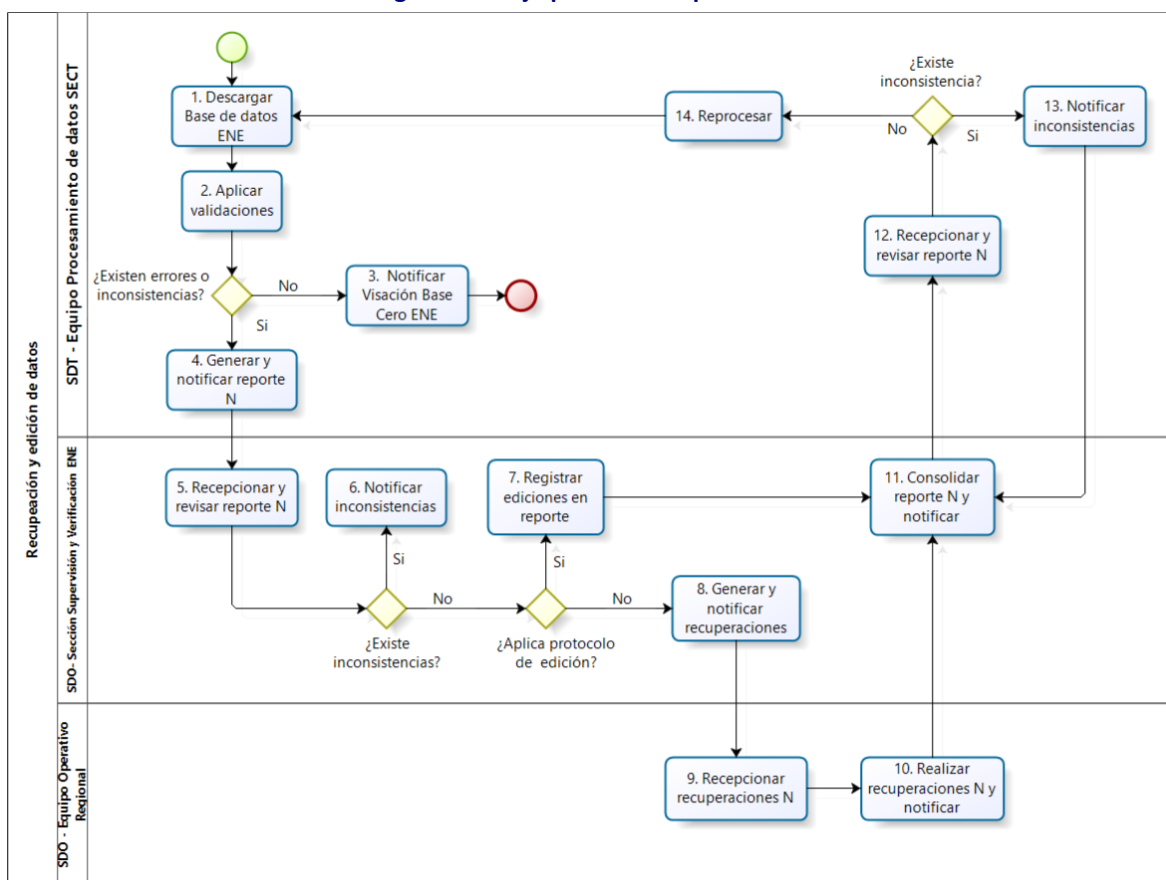 Recupeación y edición de datos
SDT - Equipo Procesamiento de datos SECT
1. Descargar
Base de datos
ENE
2. Aplicar
validaciones
¿Existen errores o
inconsistencias?
No
Si
3. Notificar
Visación Base
Cero ENE
4. Generar y
notificar reporte
N
14. Reprocesar
¿Existe
inconsistencia?
No
Si
13. Notificar
inconsistencias
12. Recepcionar y
revisar reporte N
SDO- Sección Supervisión y Verificación ENE
5. Recepcionar y
revisar reporte N
6. Notificar
inconsistencias
Si
No
¿Existe
inconsistencias?
7. Registrar
ediciones en
reporte
Si
No
¿Aplica protocolo
de edición?
8. Generar y
notificar
recuperaciones
11. Consolidar
reporte N y
notificar
SDO - Equipo Operativo
Regional
9. Recepcionar
recuperaciones N
10. Realizar
recuperaciones N y
notificar